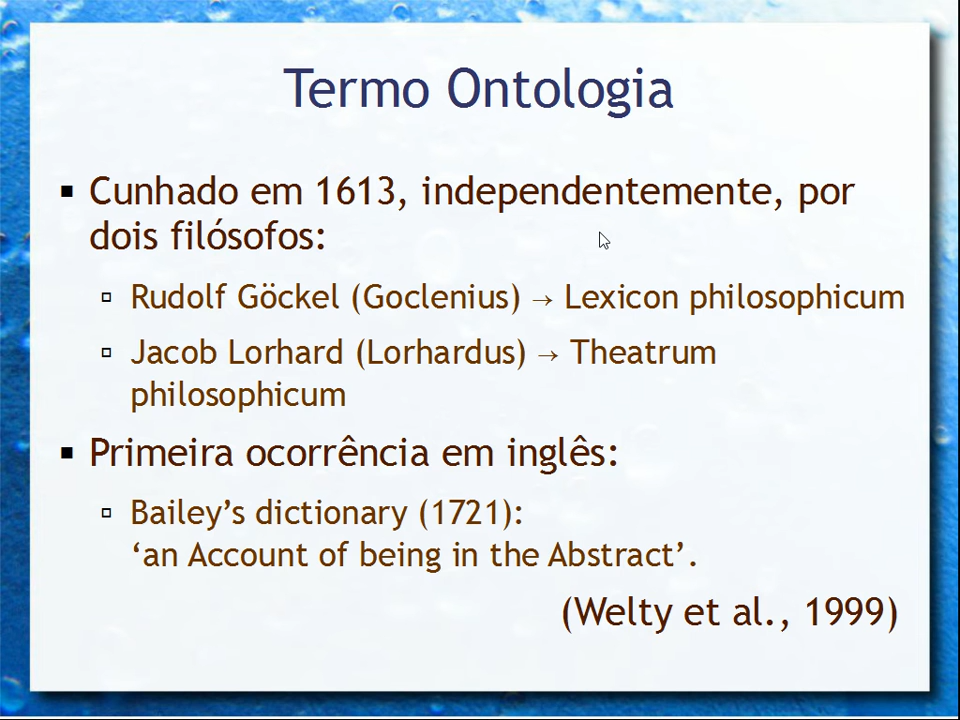 Termo Ontologia
▪ Cunhado em 1613, independentemente, por
dois filósofos:
▫ Rudolf Göckel (Goclenius) → Lexicon philosophicum
▫ Jacob Lorhard (Lorhardus) → Theatrum
philosophicum
▪ Primeira ocorrência em inglês:
▫ Bailey’s dictionary (1721):
‘an Account of being in the Abstract’.
(Welty et al., 1999)